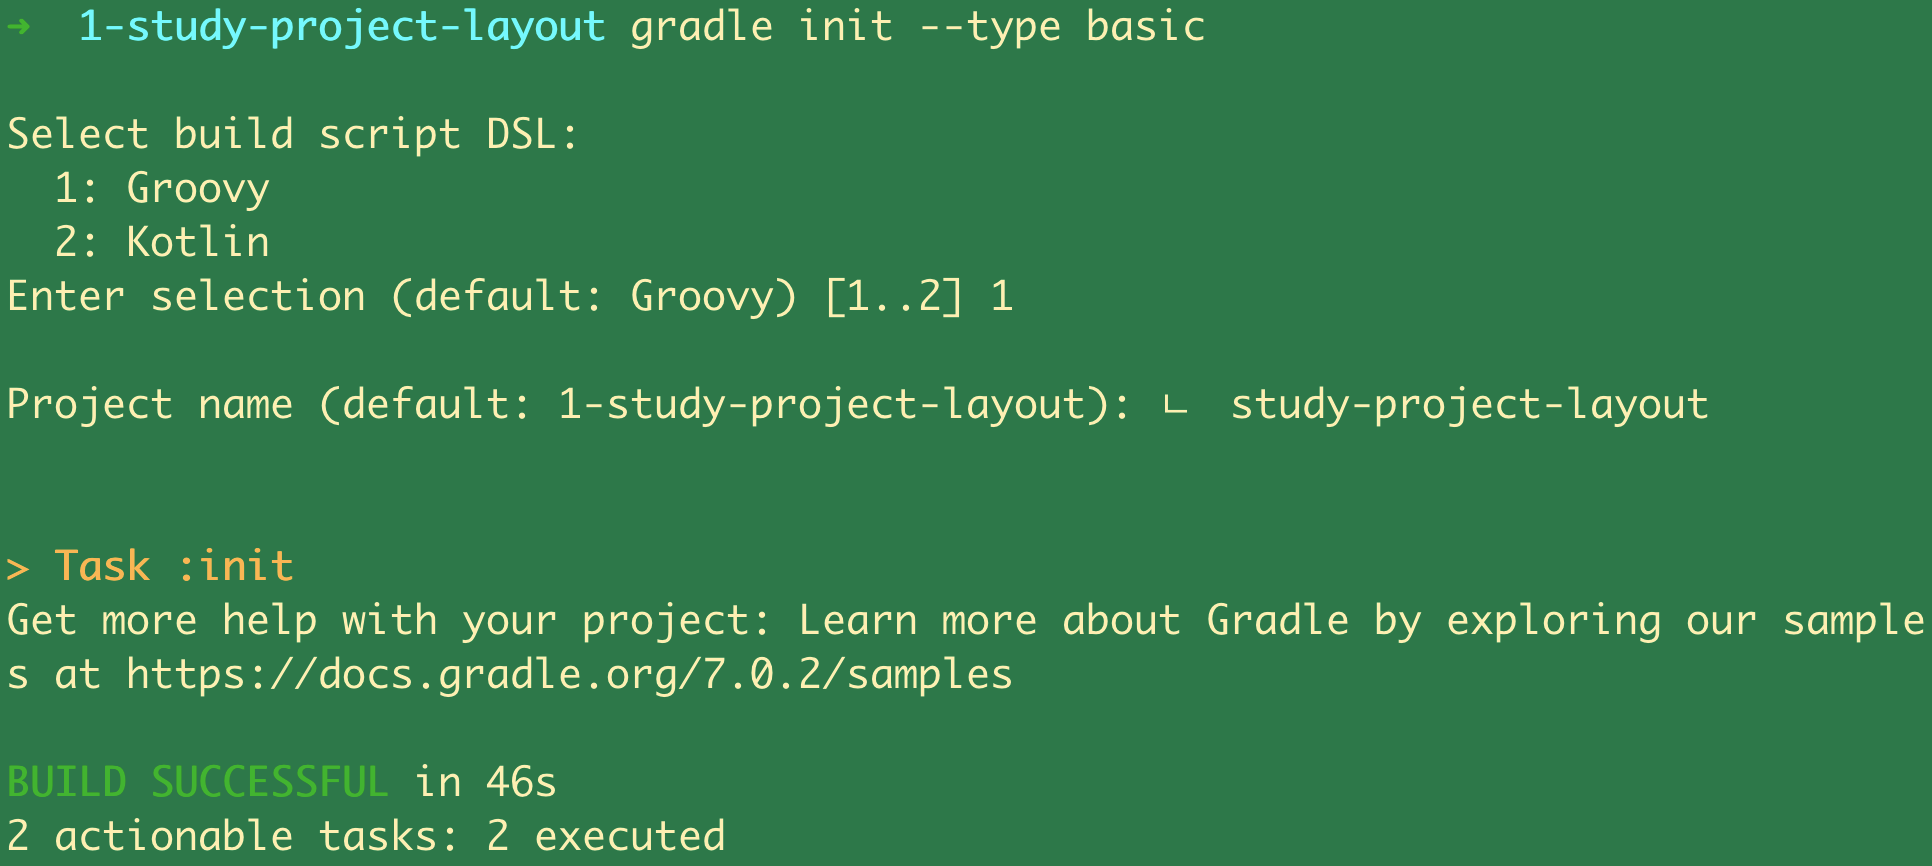 ➜  1-study-project-layout gradle init --type basic
Select build script DSL:
  1: Groovy
  2: Kotlin
Enter selection (default: Groovy) [1..2] 1
Project name (default: 1-study-project-layout): ㄴ study-project-layout
> Task :init
Get more help with your project: Learn more about Gradle by exploring our sample
s at https://docs.gradle.org/7.0.2/samples
BUILD SUCCESSFUL in 46s
2 actionable tasks: 2 executed